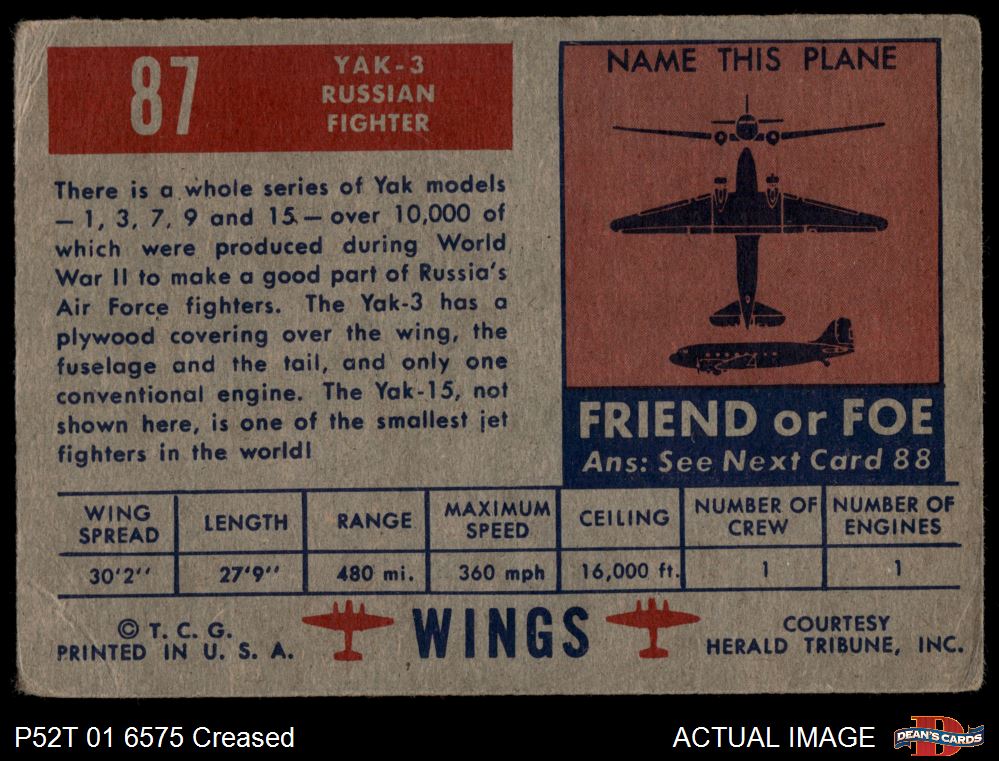 87
YAK-3
RUSSIAN
FIGHTER
There is a whole series of Yak models
— 1, 3, 7, 9 and 15 — over 10,000 of
which were produced during World
War II to make a good part of Russia's
Air Force fighters. The Yak-3 has a
plywood covering over the wing, the
fuselage and the tail, and only one
conventional engine. The Yak-15, not
shown here, is one of the smallest jet
fighters in the world!
NAME THIS PLANE
FRIEND or FOE
Ans: See Next Card 88
WING SPREAD LENGTH RANGE MAXIMUM SPEED CEILING NUMBER OF CREW NUMBER OF ENGINES
30'2'' 27'9'' 480 mi. 360 mph 16,000 ft. 1 1
© T. C. G.
PRINTED IN U. S. A.
WINGS
COURTESY
HERALD TRIBUNE, INC.
P52T 01 6575 Creased
ACTUAL IMAGE
DEAN'S CARDS